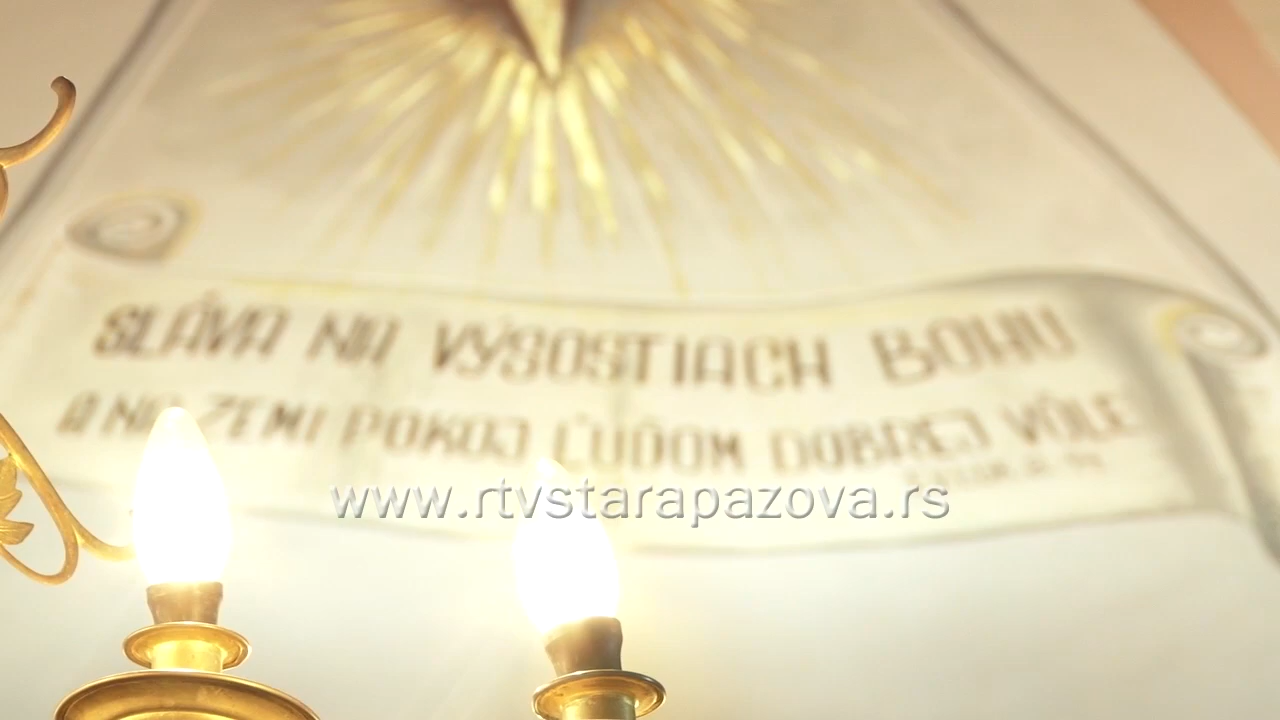 SLÁVA NA VÝSOSTIACH BOHU
A NA ZEMI POKOJ ĽUĎOM DOBREJ VÔLE
www.rtvstarapazova.rs